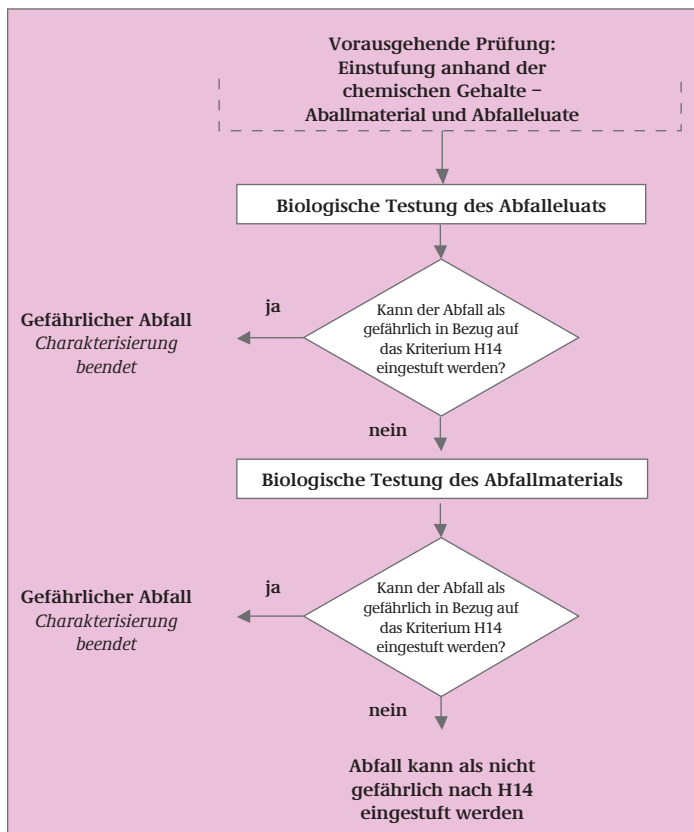 Vorausgehende Prüfung:
Einstufung anhand der
chemischen Gehalte –
Aballmaterial und Abfalleluate
Biologische Testung des Abfalleluats
Kann der Abfall als
gefährlich in Bezug auf
das Kriterium H14
eingestuft werden?
ja
Gefährlicher Abfall
Charakterisierung
beendet
nein
Biologische Testung des Abfallmaterials
Kann der Abfall als
gefährlich in Bezug auf
das Kriterium H14
eingestuft werden?
ja
Gefährlicher Abfall
Charakterisierung
beendet
nein
Abfall kann als nicht
gefährlich nach H14
eingestuft werden